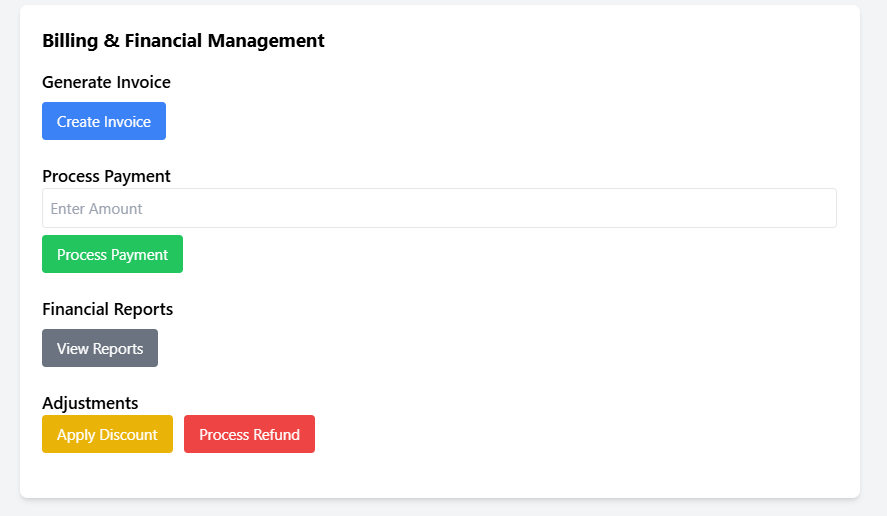 Billing & Financial Management
Generate Invoice
Create Invoice
Process Payment
Enter Amount
Process Payment
Financial Reports
View Reports
Adjustments
Apply Discount Process Refund